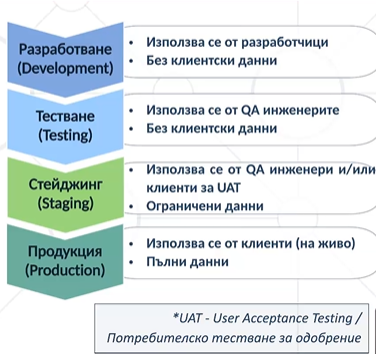 Разработване
(Development)
• Използва се от разработчици
• Без клиентски данни
Тестване
(Testing)
• Използва се от QA инженерите
• Без клиентски данни
Стейджинг
(Staging)
• Използва се от QA инженери и/или
клиенти за UAT
• Ограничени данни
Продукция
(Production)
• Използва се от клиенти (на живо)
• Пълни данни
*UAT - User Acceptance Testing /
Потребителско тестване за одобрение